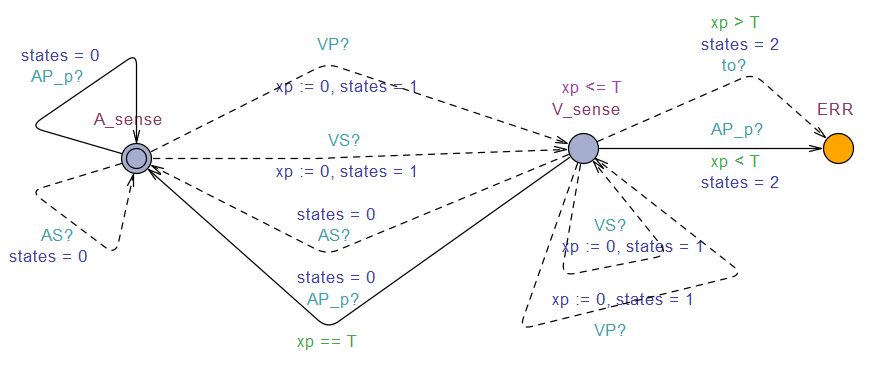 states = 0
AP_p?
A_sense
AS?
states = 0
VP?
xp := 0, states = 1
VS?
xp := 0, states = 1
states = 0
AS?
states = 0
AP_p?
xp == T
xp <= T
V_sense
xp > T
states = 2
to?
ERR
AP_p?
xp < T
states = 2
VS?
xp := 0, states = 1
xp := 0, states = 1
VP?